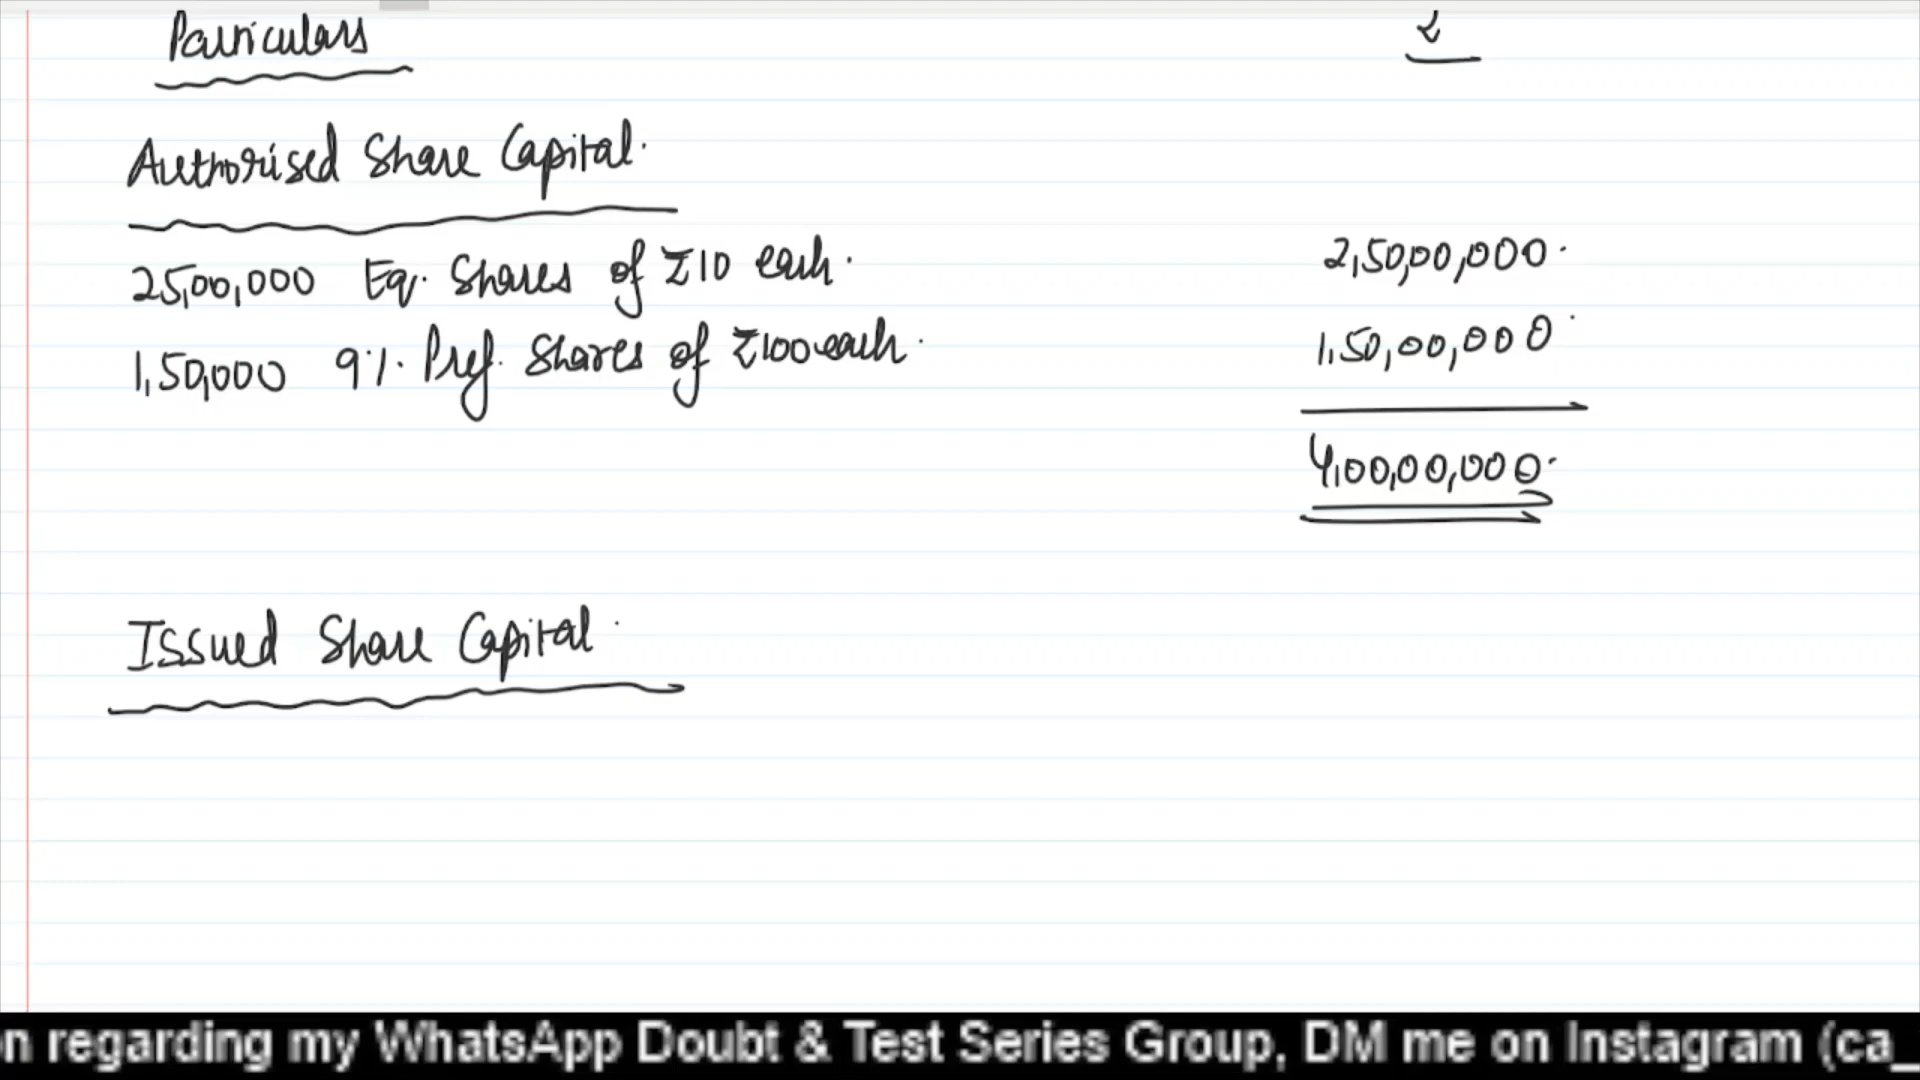 Particulars ₹
Authorised Share Capital.
25,00,000 Eq. Shares of ₹10 each. 2,50,00,000.
1,50,000 9%. Pref. Shares of ₹100 each. 1,50,00,000
4,00,00,000.
Issued Share Capital.
n regarding my WhatsApp Doubt & Test Series Group, DM me on Instagram (ca_